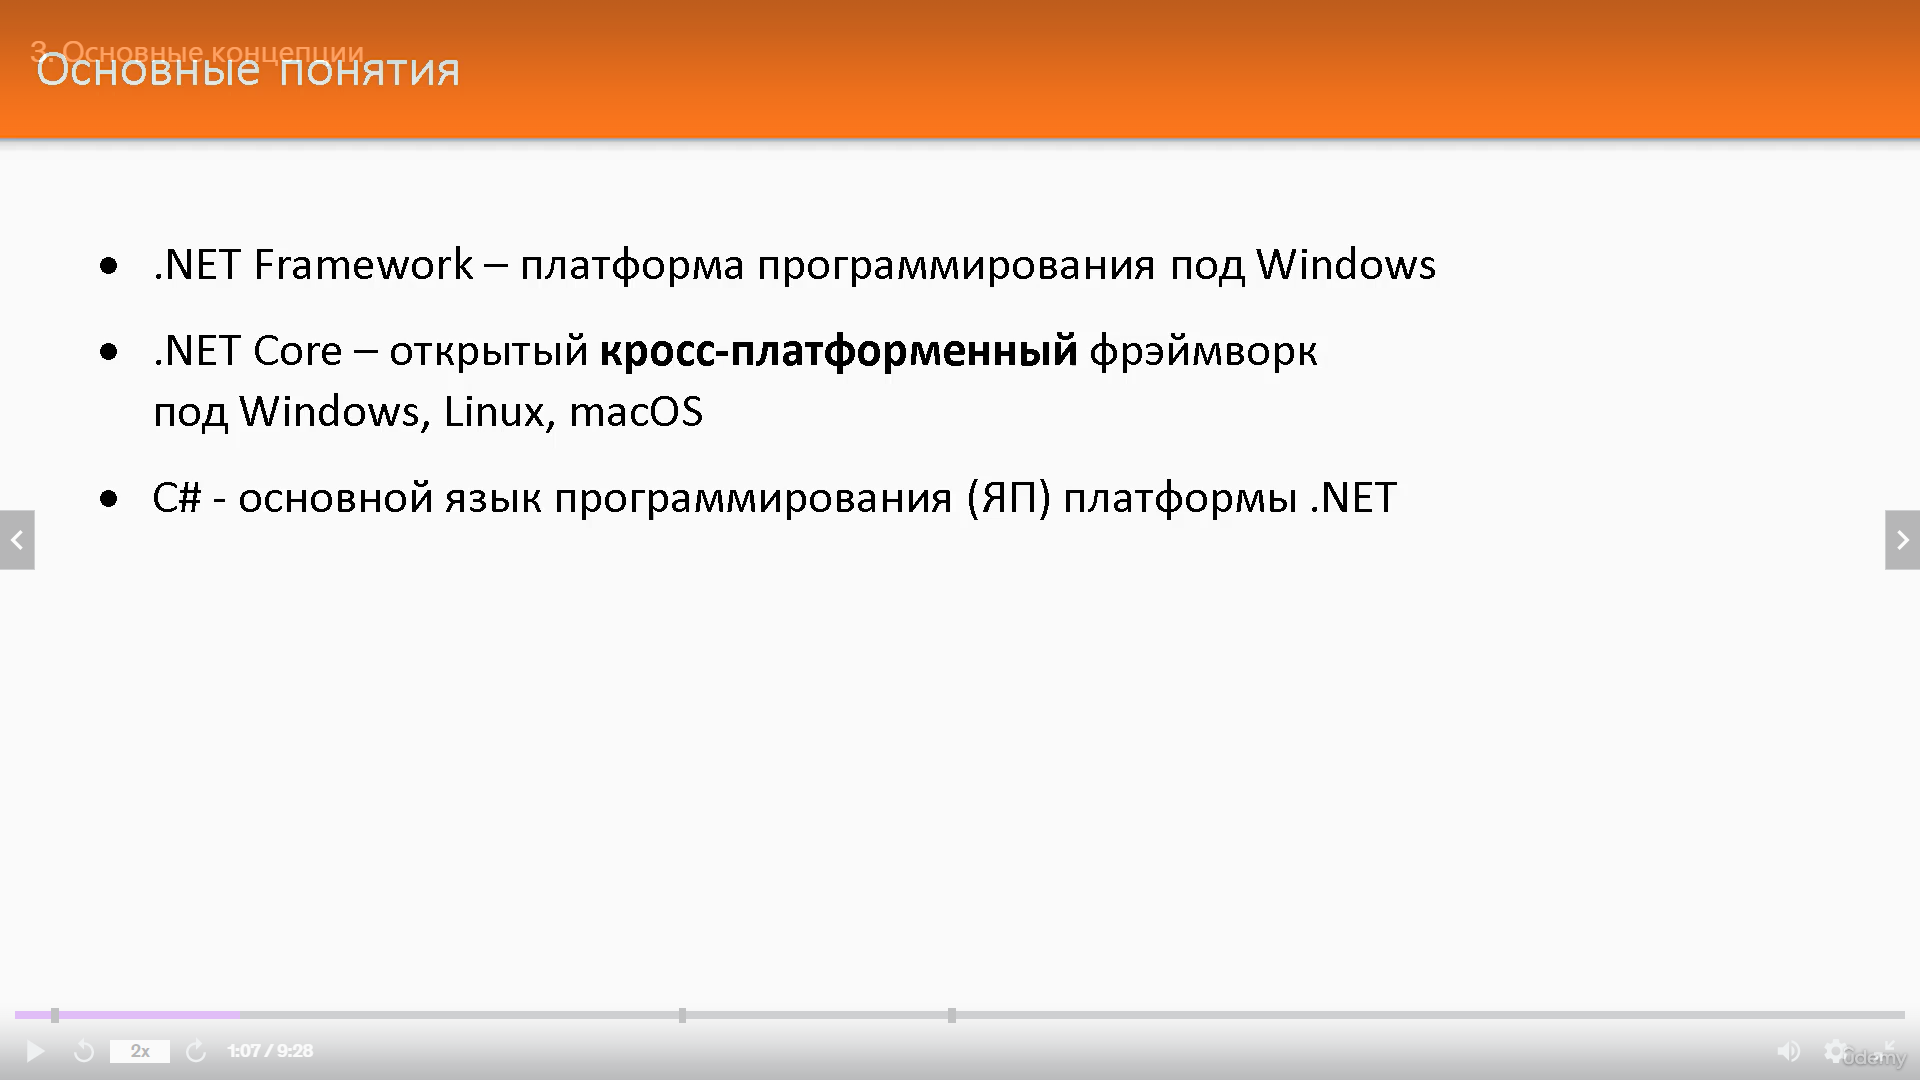 3. Основные концепции
Основные понятия
• .NET Framework – платформа программирования под Windows
• .NET Core – открытый кросс-платформенный фрэймворк
под Windows, Linux, macOS
• C# - основной язык программирования (ЯП) платформы .NET
2x
1:07 / 9:28
ûdemy